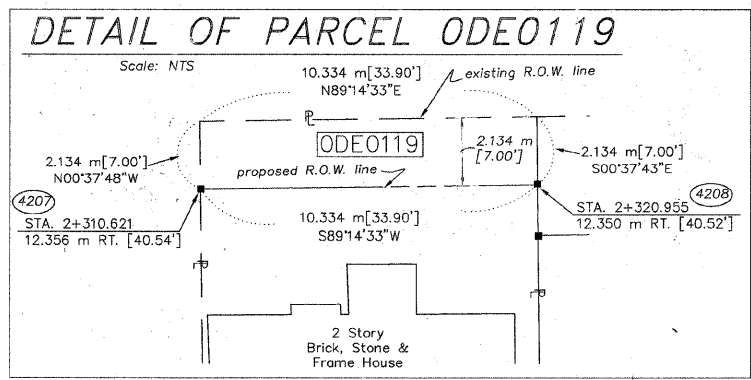 DETAIL OF PARCEL ODE0119
Scale: NTS
10.334 m[33.90']
N89°14'33"E
existing R.O.W. line
PL
ODE0119
2.134 m
[7.00']
2.134 m[7.00']
N00°37'48"W
2.134 m[7.00']
S00°37'43"E
proposed R.O.W. line
4207
STA. 2+310.621
12.356 m RT. [40.54']
10.334 m[33.90']
S89°14'33"W
4208
STA. 2+320.955
12.350 m RT. [40.52']
PL
PL
2 Story
Brick, Stone &
Frame House